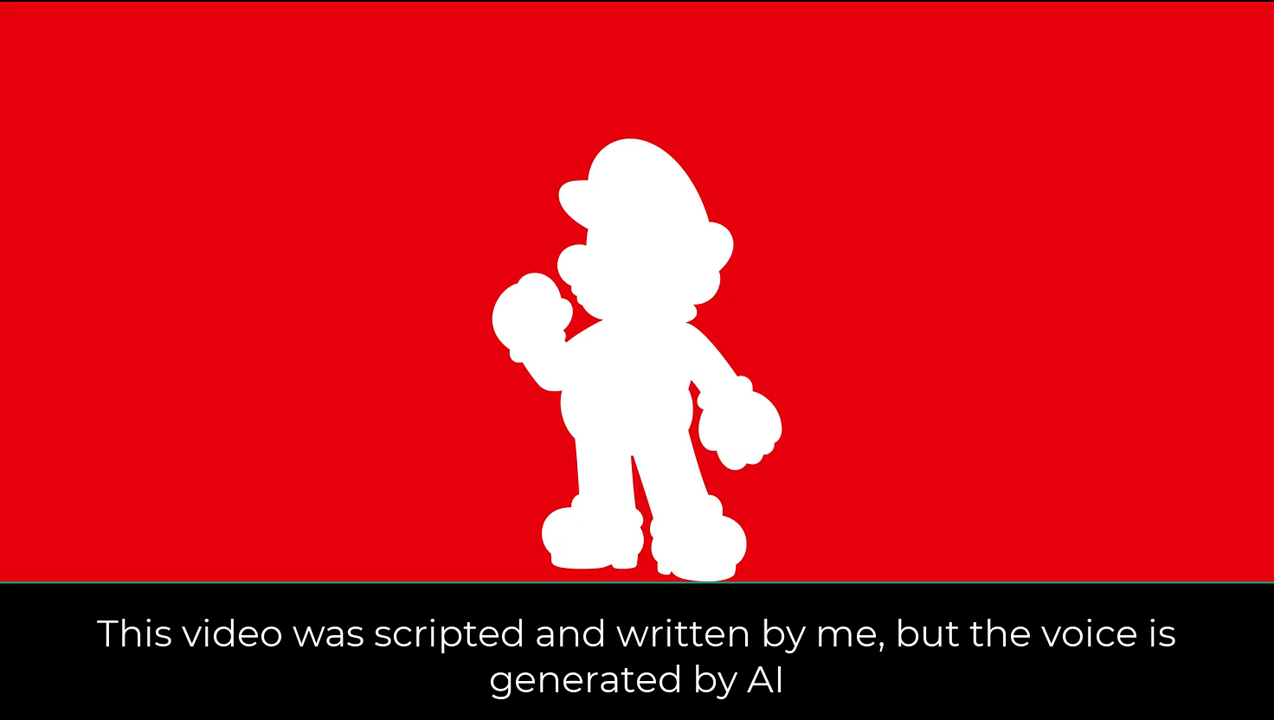 This video was scripted and written by me, but the voice is
generated by AI